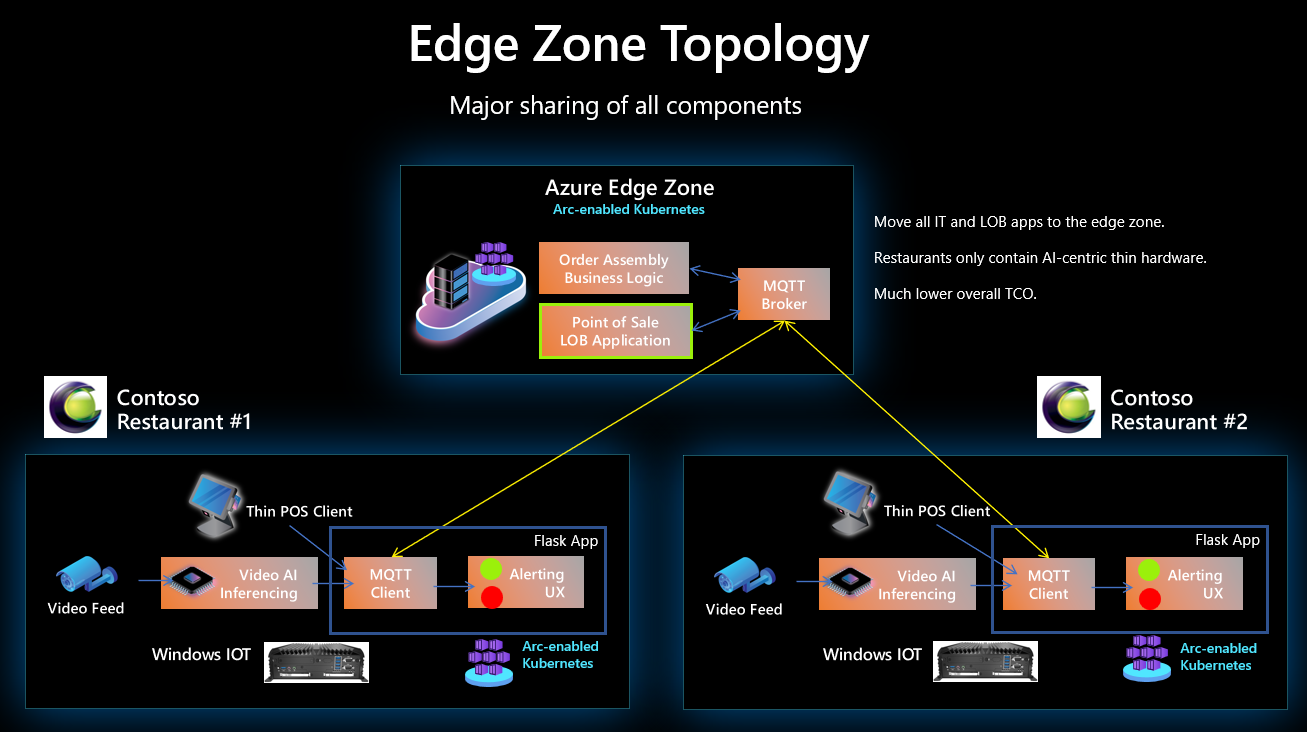 Edge Zone Topology
Major sharing of all components
Azure Edge Zone
Arc-enabled Kubernetes
Order Assembly
Business Logic
Point of Sale
LOB Application
MQTT
Broker
Move all IT and LOB apps to the edge zone.
Restaurants only contain AI-centric thin hardware.
Much lower overall TCO.
Contoso
Restaurant #1
Contoso
Restaurant #2
Thin POS Client
Flask App
Video Feed
Video AI
Inferencing
MQTT
Client
Alerting
UX
Windows IOT
Arc-enabled
Kubernetes
Thin POS Client
Flask App
Video Feed
Video AI
Inferencing
MQTT
Client
Alerting
UX
Windows IOT
Arc-enabled
Kubernetes